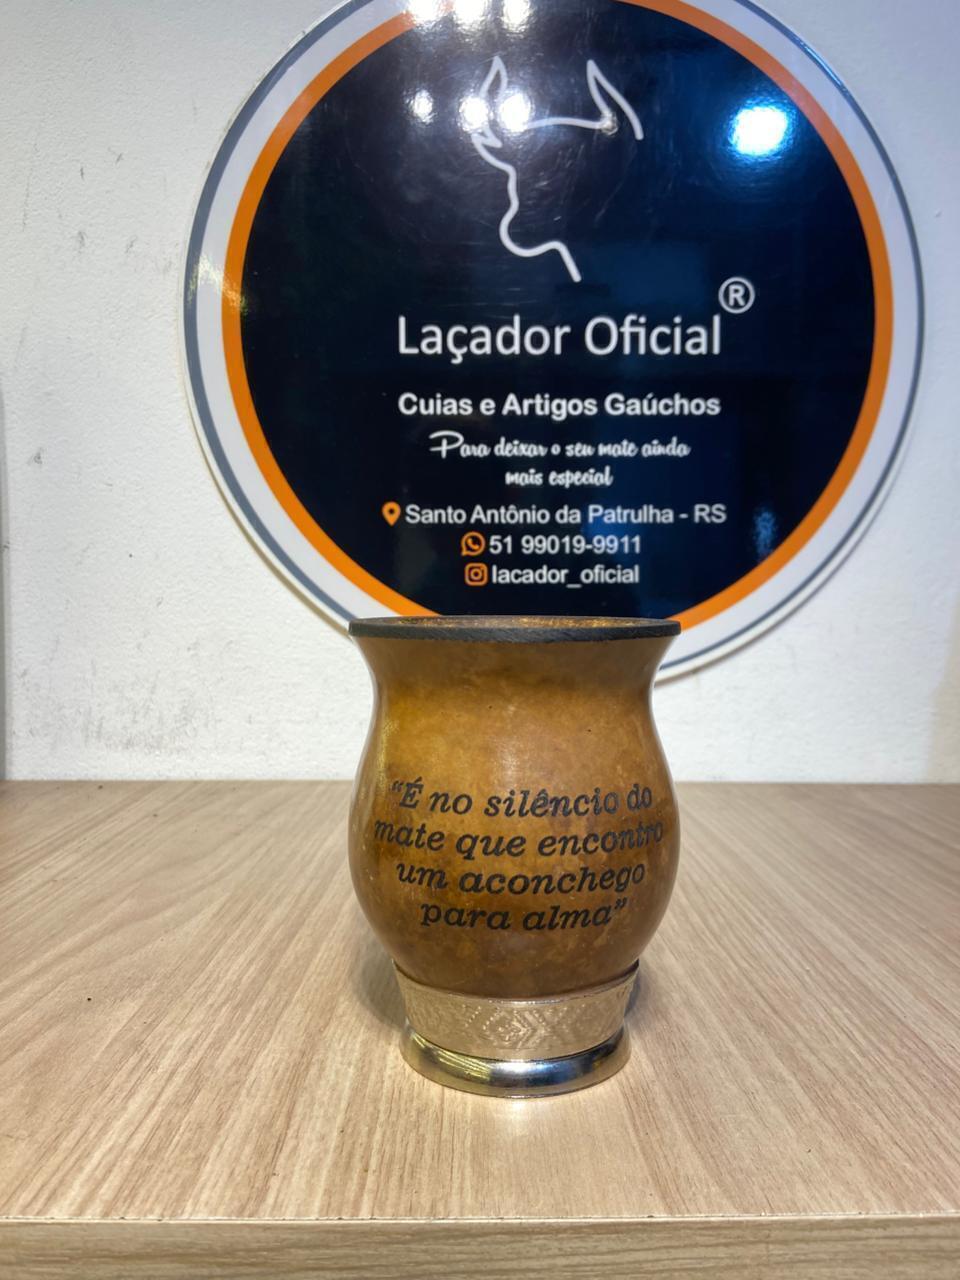 Laçador Oficial®
Cuias e Artigos Gaúchos
Para deixar o seu mate ainda
mais especial
Santo Antônio da Patrulha - RS
51 99019-9911
lacador_oficial
“É no silêncio do
mate que encontro
um aconchego
para alma”